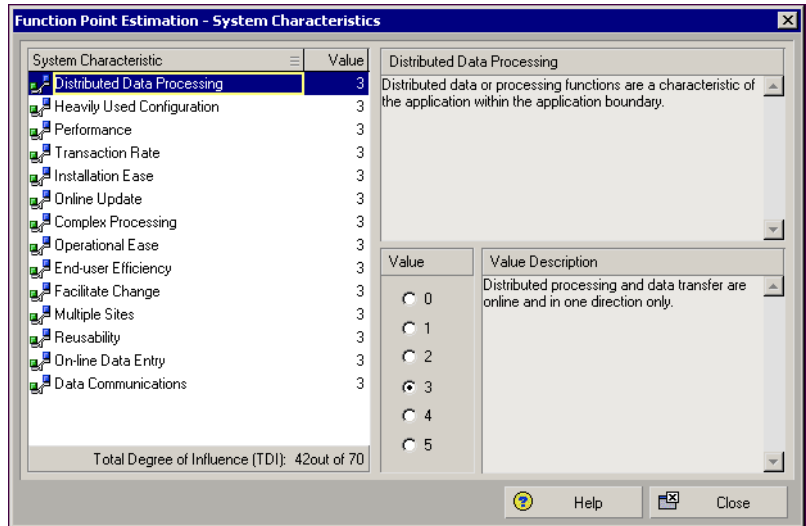 Function Point Estimation - System Characteristics
System Characteristic Value
Distributed Data Processing 3
Heavily Used Configuration 3
Performance 3
Transaction Rate 3
Installation Ease 3
Online Update 3
Complex Processing 3
Operational Ease 3
End-user Efficiency 3
Facilitate Change 3
Multiple Sites 3
Reusability 3
On-line Data Entry 3
Data Communications 3
Total Degree of Influence (TDI): 42out of 70
Distributed Data Processing
Distributed data or processing functions are a characteristic of
the application within the application boundary.
Value
0
1
2
3
4
5
Value Description
Distributed processing and data transfer are
online and in one direction only.
Help
Close